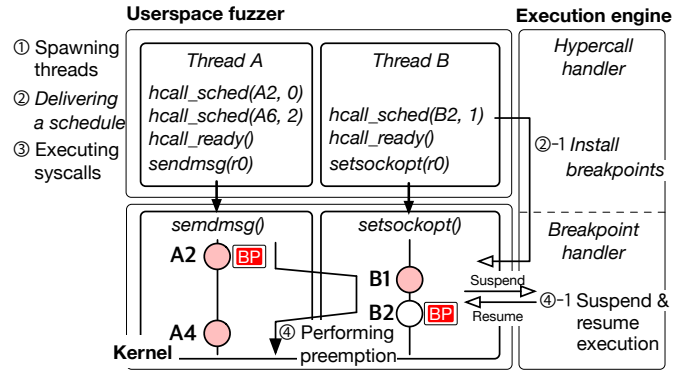 Userspace fuzzer
Execution engine
① Spawning
threads
② Delivering
a schedule
③ Executing
syscalls
Thread A
hcall_sched(A2, 0)
hcall_sched(A6, 2)
hcall_ready()
sendmsg(r0)
Thread B
hcall_sched(B2, 1)
hcall_ready()
setsockopt(r0)
Hypercall
handler
②-1 Install
breakpoints
semdmsg()
A2 BP
A4
Kernel
setsockopt()
B1
B2 BP
④ Performing
preemption
Suspend
Resume
Breakpoint
handler
④-1 Suspend &
resume
execution